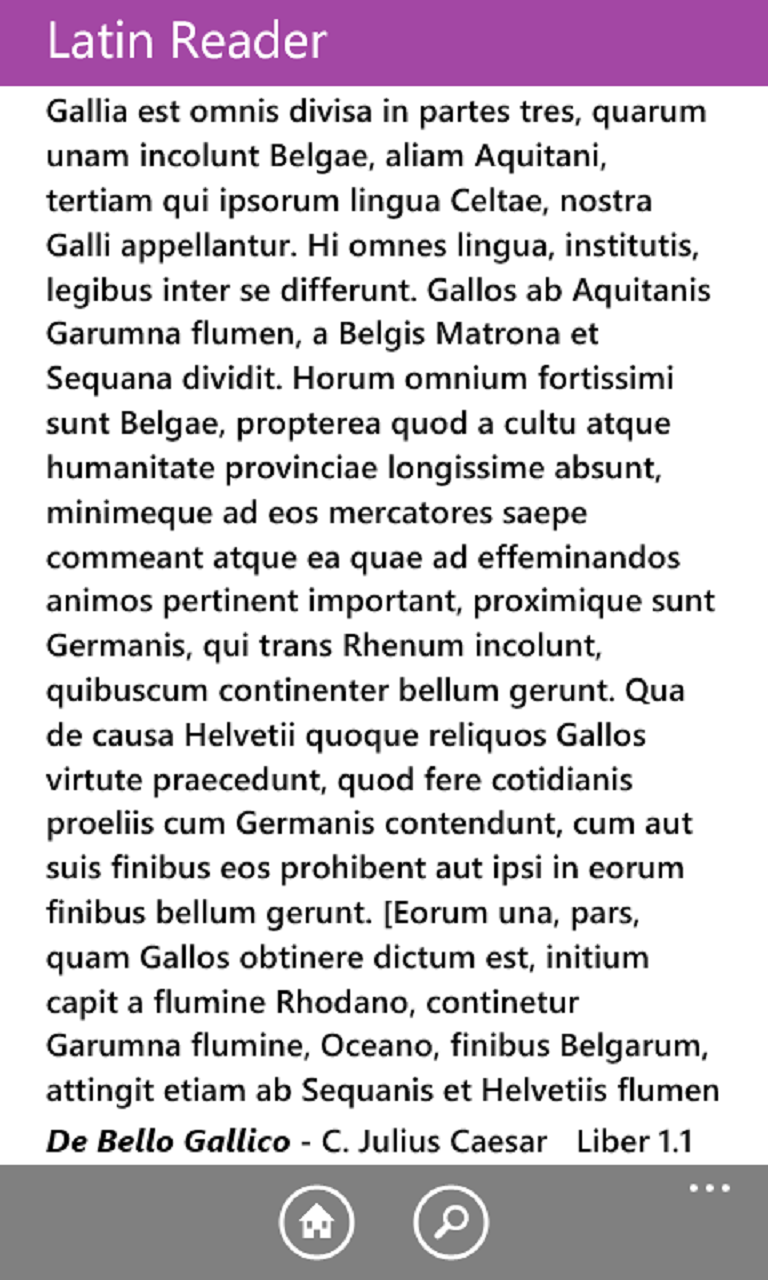 Latin Reader
Gallia est omnis divisa in partes tres, quarum
unam incolunt Belgae, aliam Aquitani,
tertiam qui ipsorum lingua Celtae, nostra
Galli appellantur. Hi omnes lingua, institutis,
legibus inter se differunt. Gallos ab Aquitanis
Garumna flumen, a Belgis Matrona et
Sequana dividit. Horum omnium fortissimi
sunt Belgae, propterea quod a cultu atque
humanitate provinciae longissime absunt,
minimeque ad eos mercatores saepe
commeant atque ea quae ad effeminandos
animos pertinent important, proximique sunt
Germanis, qui trans Rhenum incolunt,
quibuscum continenter bellum gerunt. Qua
de causa Helvetii quoque reliquos Gallos
virtute praecedunt, quod fere cotidianis
proeliis cum Germanis contendunt, cum aut
suis finibus eos prohibent aut ipsi in eorum
finibus bellum gerunt. [Eorum una, pars,
quam Gallos obtinere dictum est, initium
capit a flumine Rhodano, continetur
Garumna flumine, Oceano, finibus Belgarum,
attingit etiam ab Sequanis et Helvetiis flumen
De Bello Gallico - C. Julius Caesar Liber 1.1